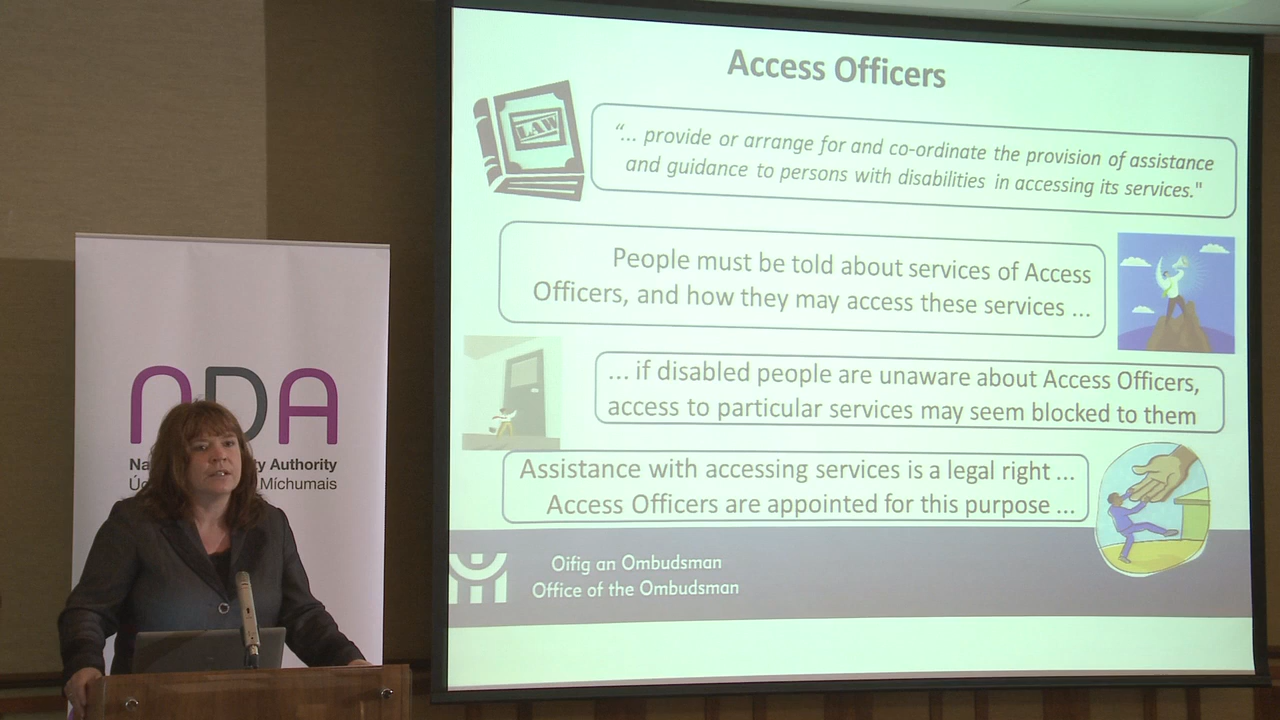 Access Officers
LAW
"... provide or arrange for and co-ordinate the provision of assistance
and guidance to persons with disabilities in accessing its services."
People must be told about services of Access
Officers, and how they may access these services ...
... if disabled people are unaware about Access Officers,
access to particular services may seem blocked to them
Assistance with accessing services is a legal right ...
Access Officers are appointed for this purpose ...
Oifig an Ombudsman
Office of the Ombudsman
NDA
Authority
Míchumais